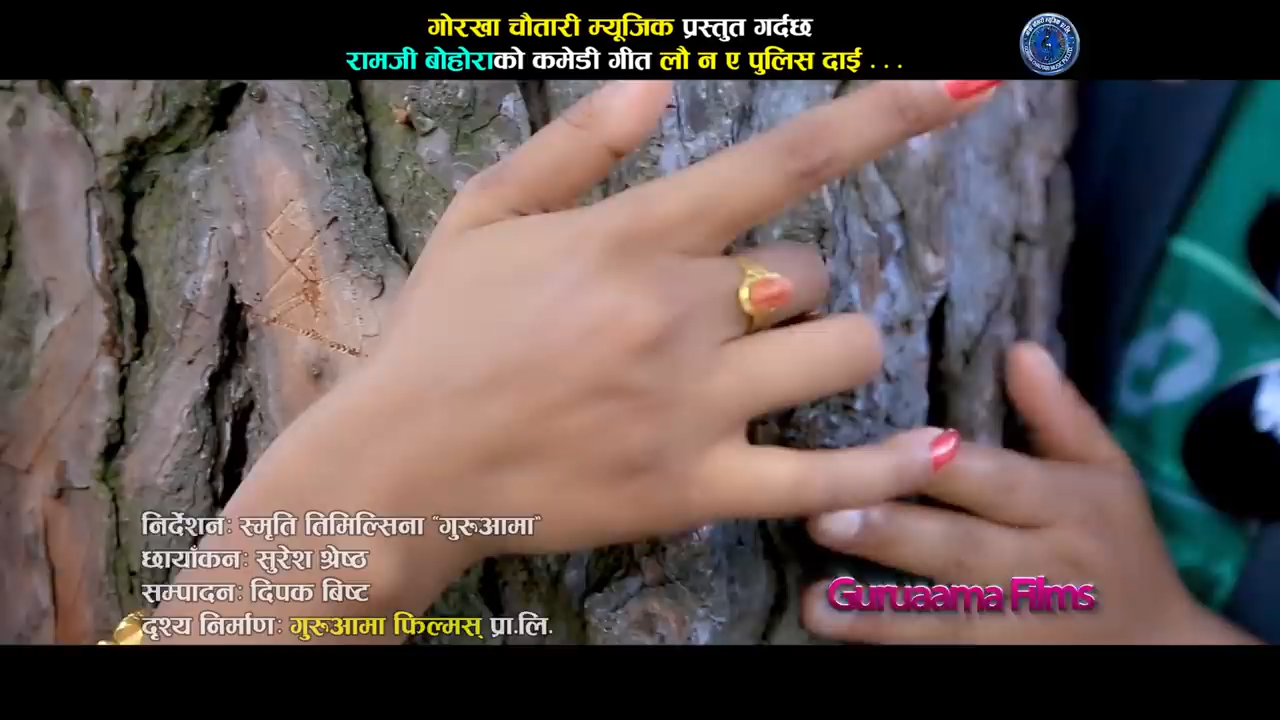 गोरखा चौतारी म्यूजिक प्रस्तुत गर्दछ
रामजी बोहोराको कमेडी गीत लौ न ए पुलिस दाई . . .
निर्देशनः स्मृति तिमिल्सिना "गुरूआमा"
छायाँकनः सुरेश श्रेष्ठ
सम्पादनः दिपक बिष्ट
दृश्य निर्माणः गुरूआमा फिल्मस् प्रा.लि.
Guruaama Films